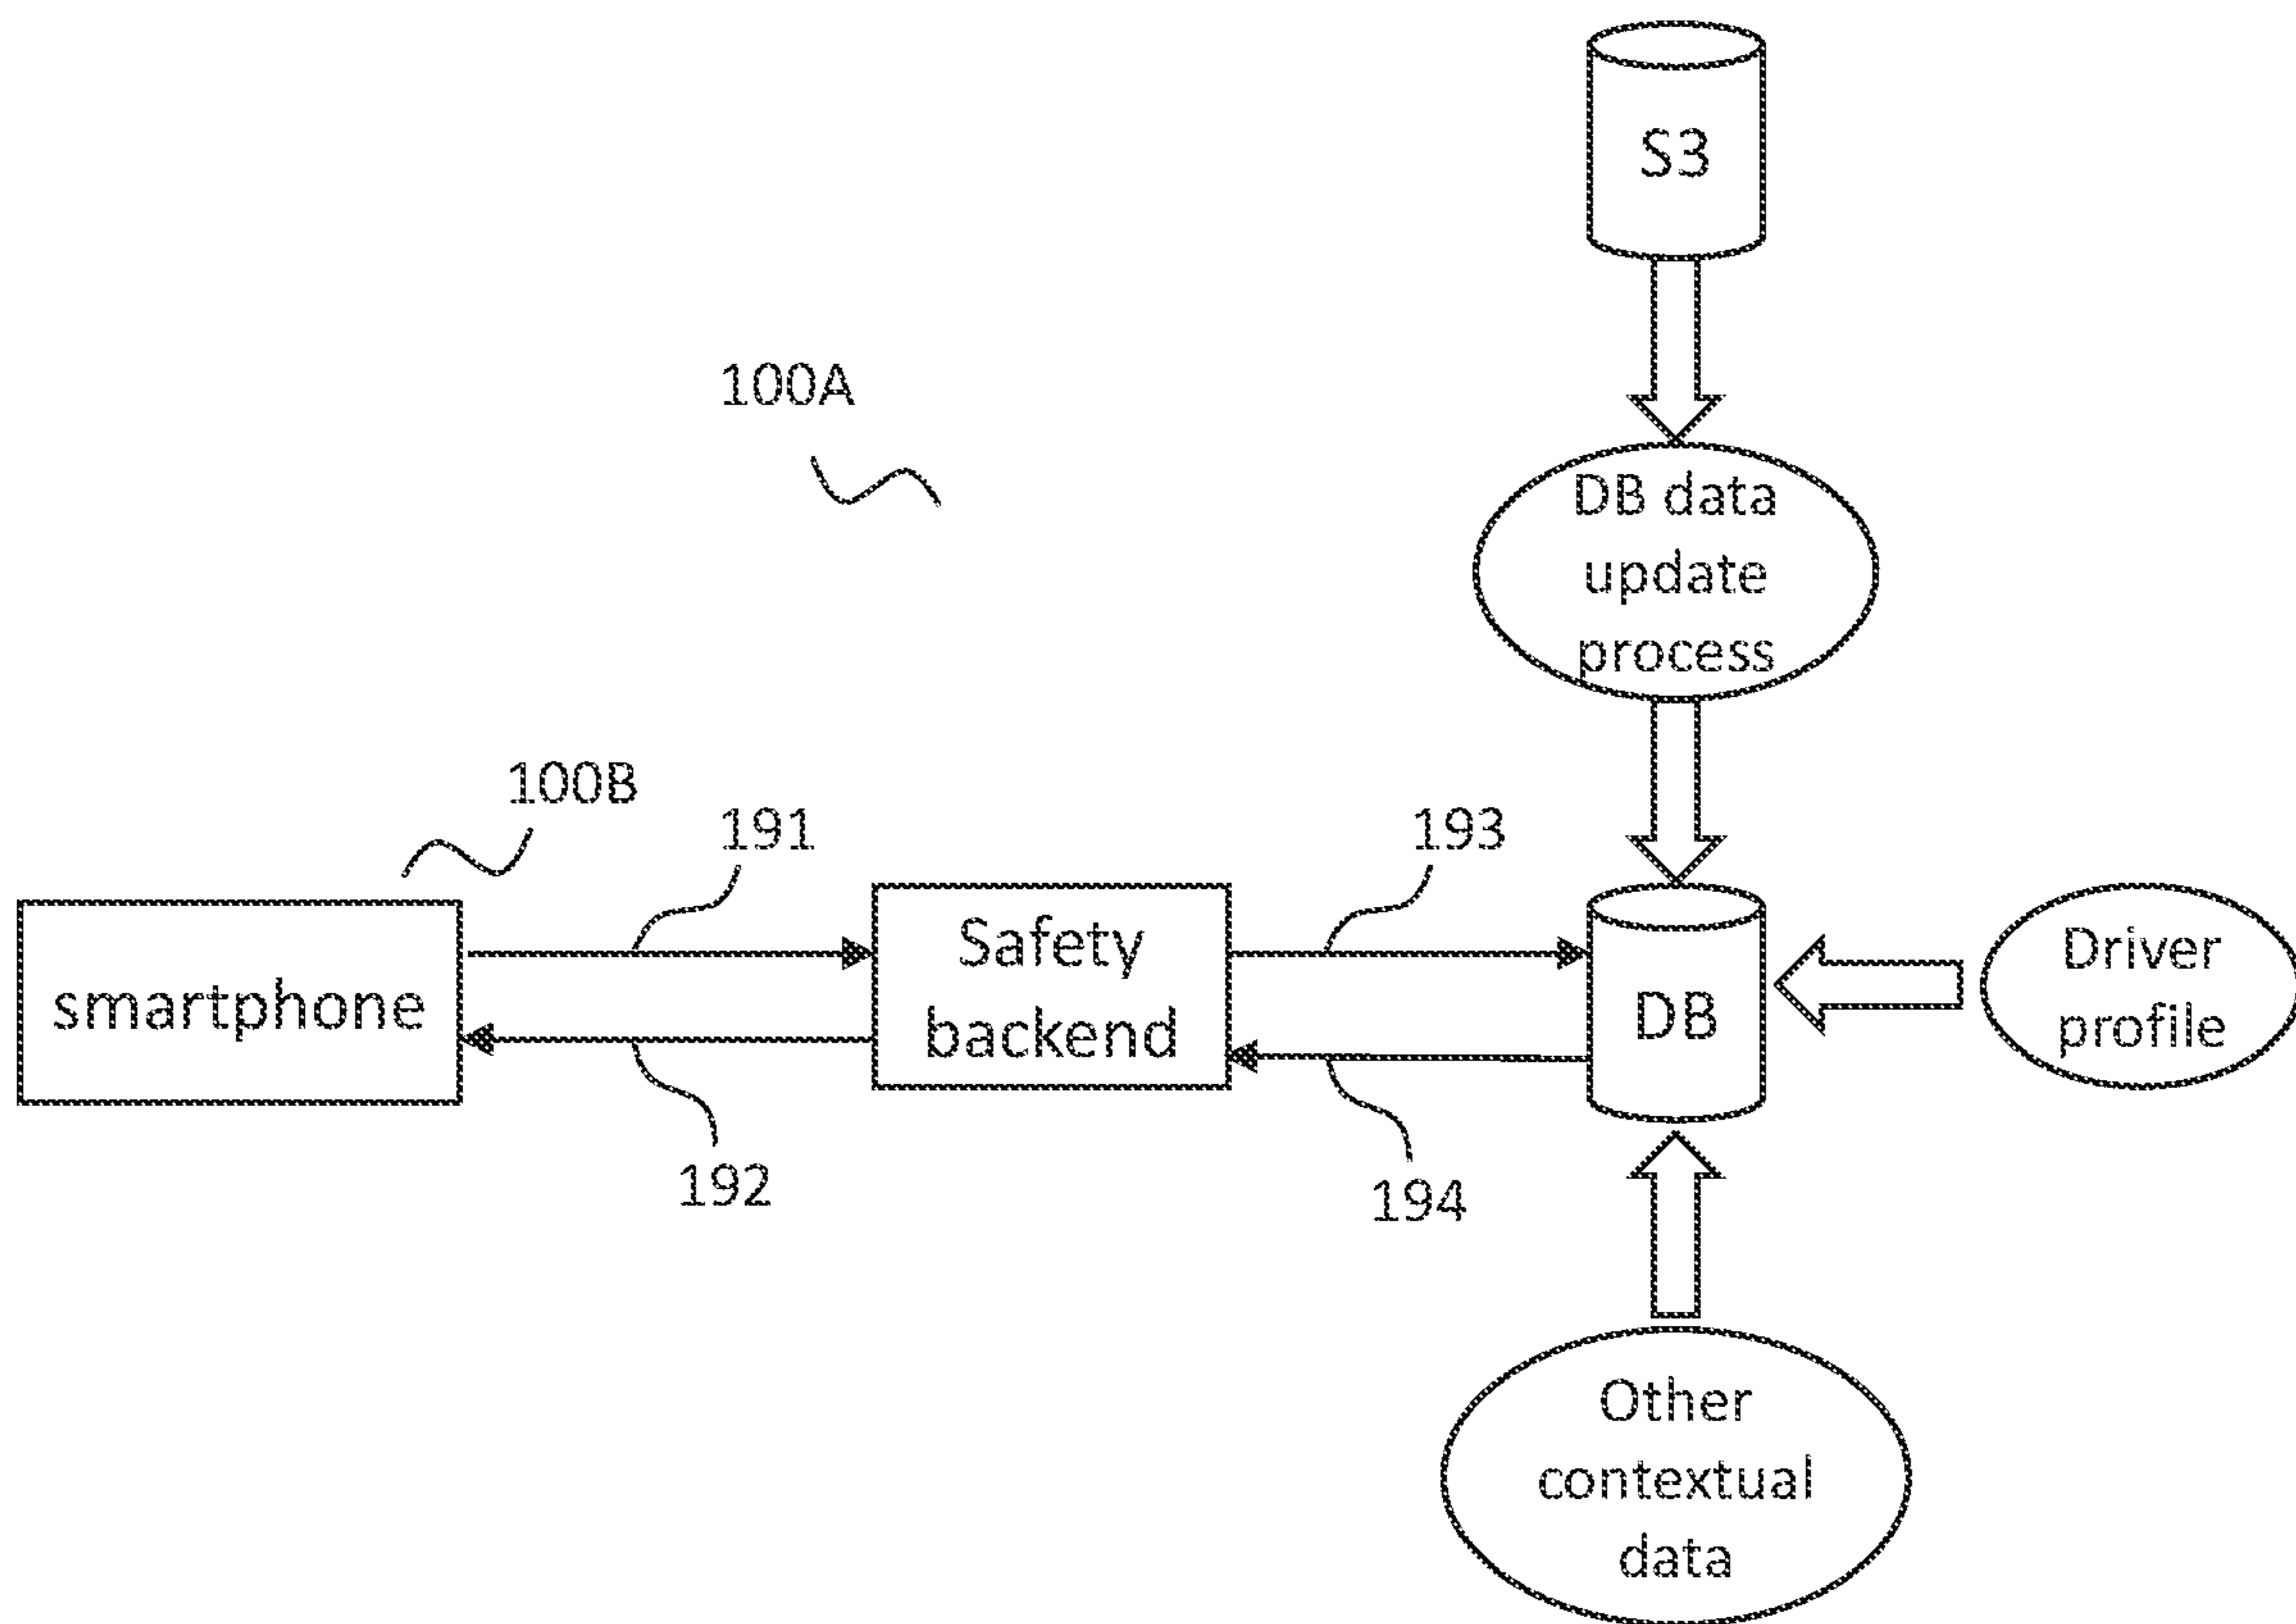 S3
100A
DB data
update
process
100B
191
193
smartphone
Safety
backend
DB
Driver
profile
192
194
Other
contextual
data